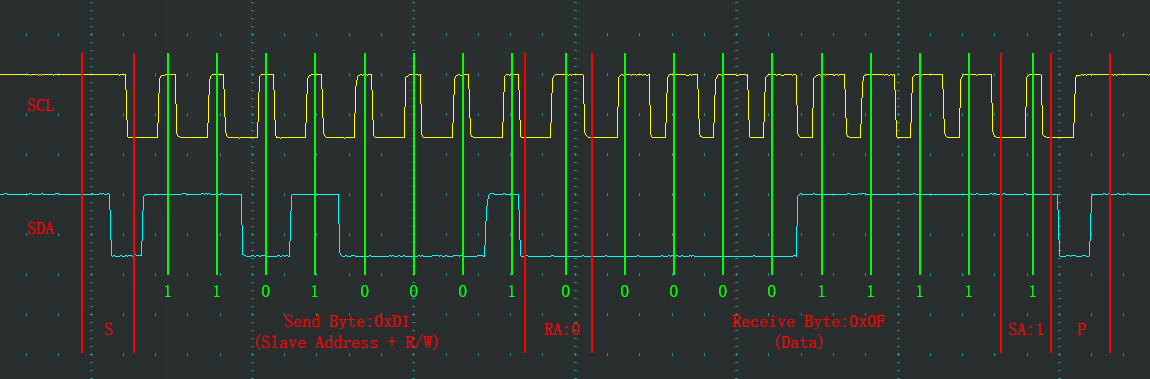 SCL
SDA
1 1 0 1 0 0 0 1 0 0 0 0 0 1 1 1 1 1
S
Send Byte:0xD1
(Slave Address + R/W)
RA:0
Receive Byte:0x0F
(Data)
SA:1
P